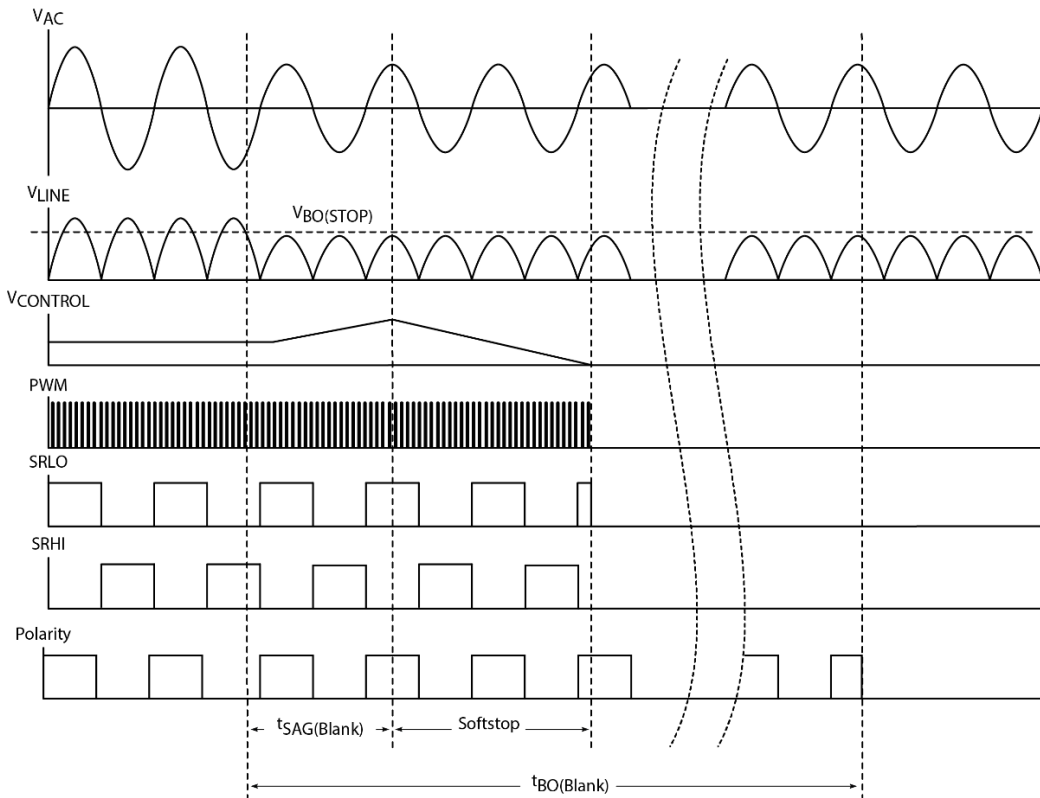 VAC
VLINE
VBO(STOP)
VCONTROL
PWM
SRLO
SRHI
Polarity
tSAG(Blank)
Softstop
tBO(Blank)